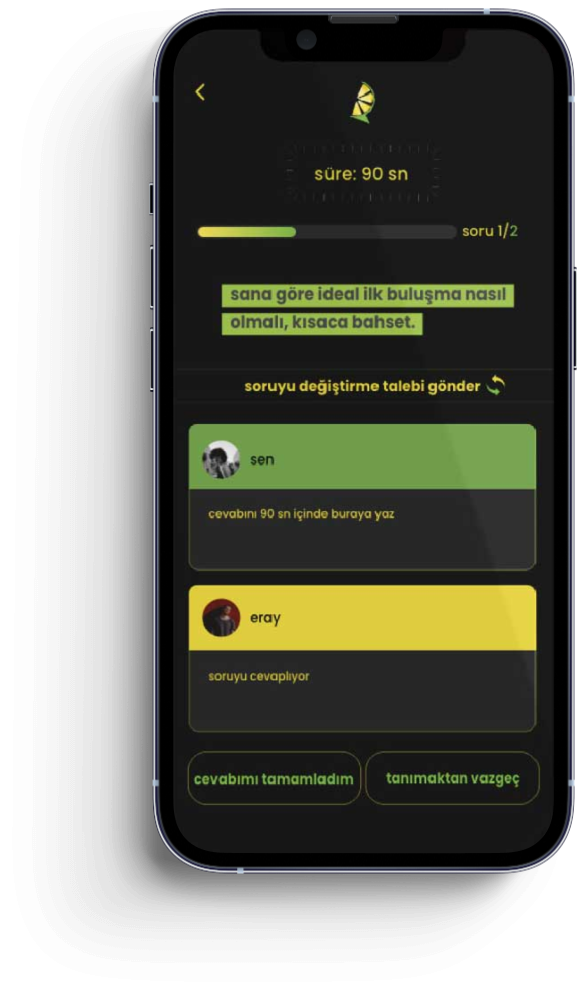 süre: 90 sn
soru 1/2
sana göre ideal ilk buluşma nasıl
olmalı, kısaca bahset.
soruyu değiştirme talebi gönder
sen
cevabını 90 sn içinde buraya yaz
eray
soruyu cevaplıyor
cevabımı tamamladım
tanımaktan vazgeç